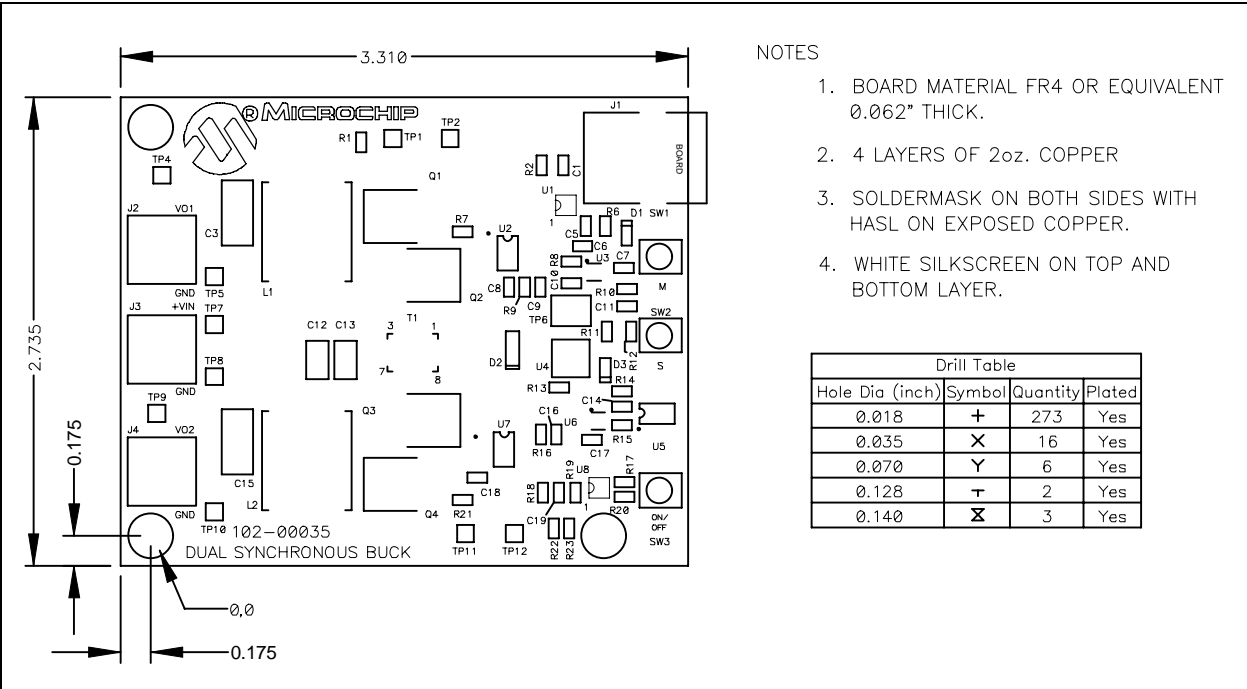 3.310
2.735
0.175
0.175
0,0
® MICROCHIP
TP4
R1
TP1
TP2
J1
BOARD
R2
C1
Q1
U1
1
J2
VO1
C3
R7
U2
C5
R6
D1
SW1
C6
U3
R8
C7
M
GND
TP5
L1
C8
R9
C9
C10
R10
C11
Q2
TP6
SW2
J3
+VIN
TP7
C12
C13
T1
3
1
7
8
R11
R12
S
D2
U4
D3
TP8
GND
R13
R14
TP9
C14
Q3
J4
VO2
U7
C16
U6
R15
U5
R16
C17
C15
C18
R19
U8
R17
L2
GND
TP10
Q4
R21
R18
C19
1
R20
ON/
OFF
SW3
TP11
TP12
R22
R23
102-00035
DUAL SYNCHRONOUS BUCK
NOTES
1. BOARD MATERIAL FR4 OR EQUIVALENT
0.062" THICK.
2. 4 LAYERS OF 2oz. COPPER
3. SOLDERMASK ON BOTH SIDES WITH
HASL ON EXPOSED COPPER.
4. WHITE SILKSCREEN ON TOP AND
BOTTOM LAYER.
Drill Table
Hole Dia (inch) Symbol Quantity Plated
0.018 + 273 Yes
0.035 X 16 Yes
0.070 Y 6 Yes
0.128 2 Yes
0.140 3 Yes